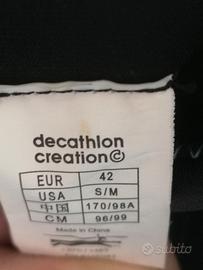 decathlon
creation©
EUR 42
USA S/M
中国 170/98A
CM 96/99
Made in China
subito